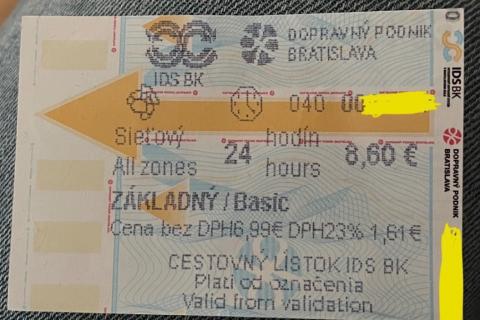 DOPRAVNÝ PODNIK
BRATISLAVA
IDS BK
040 00
Sieťový 24 hodín 8,60 €
All zones hours
ZÁKLADNÝ / Basic
Cena bez DPH6,99€ DPH23% 1,61€
CESTOVNÝ LÍSTOK IDS BK
Platí od označenia
Valid from validation
0
IDS BK
DOPRAVNÝ PODNIK
BRATISLAVA